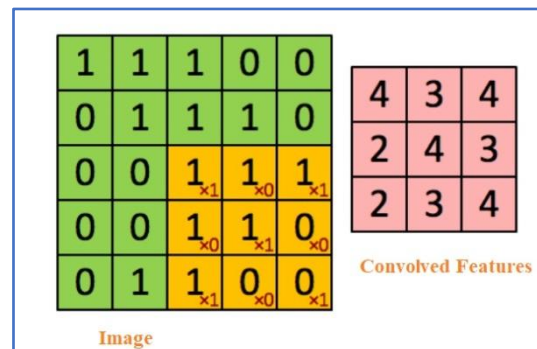 1 1 1 0 0
0 1 1 1 0
0 0 1×1 1×0 1×1
0 0 1×0 1×1 0×0
0 1 1×1 0×0 0×1
Image
4 3 4
2 4 3
2 3 4
Convolved Features